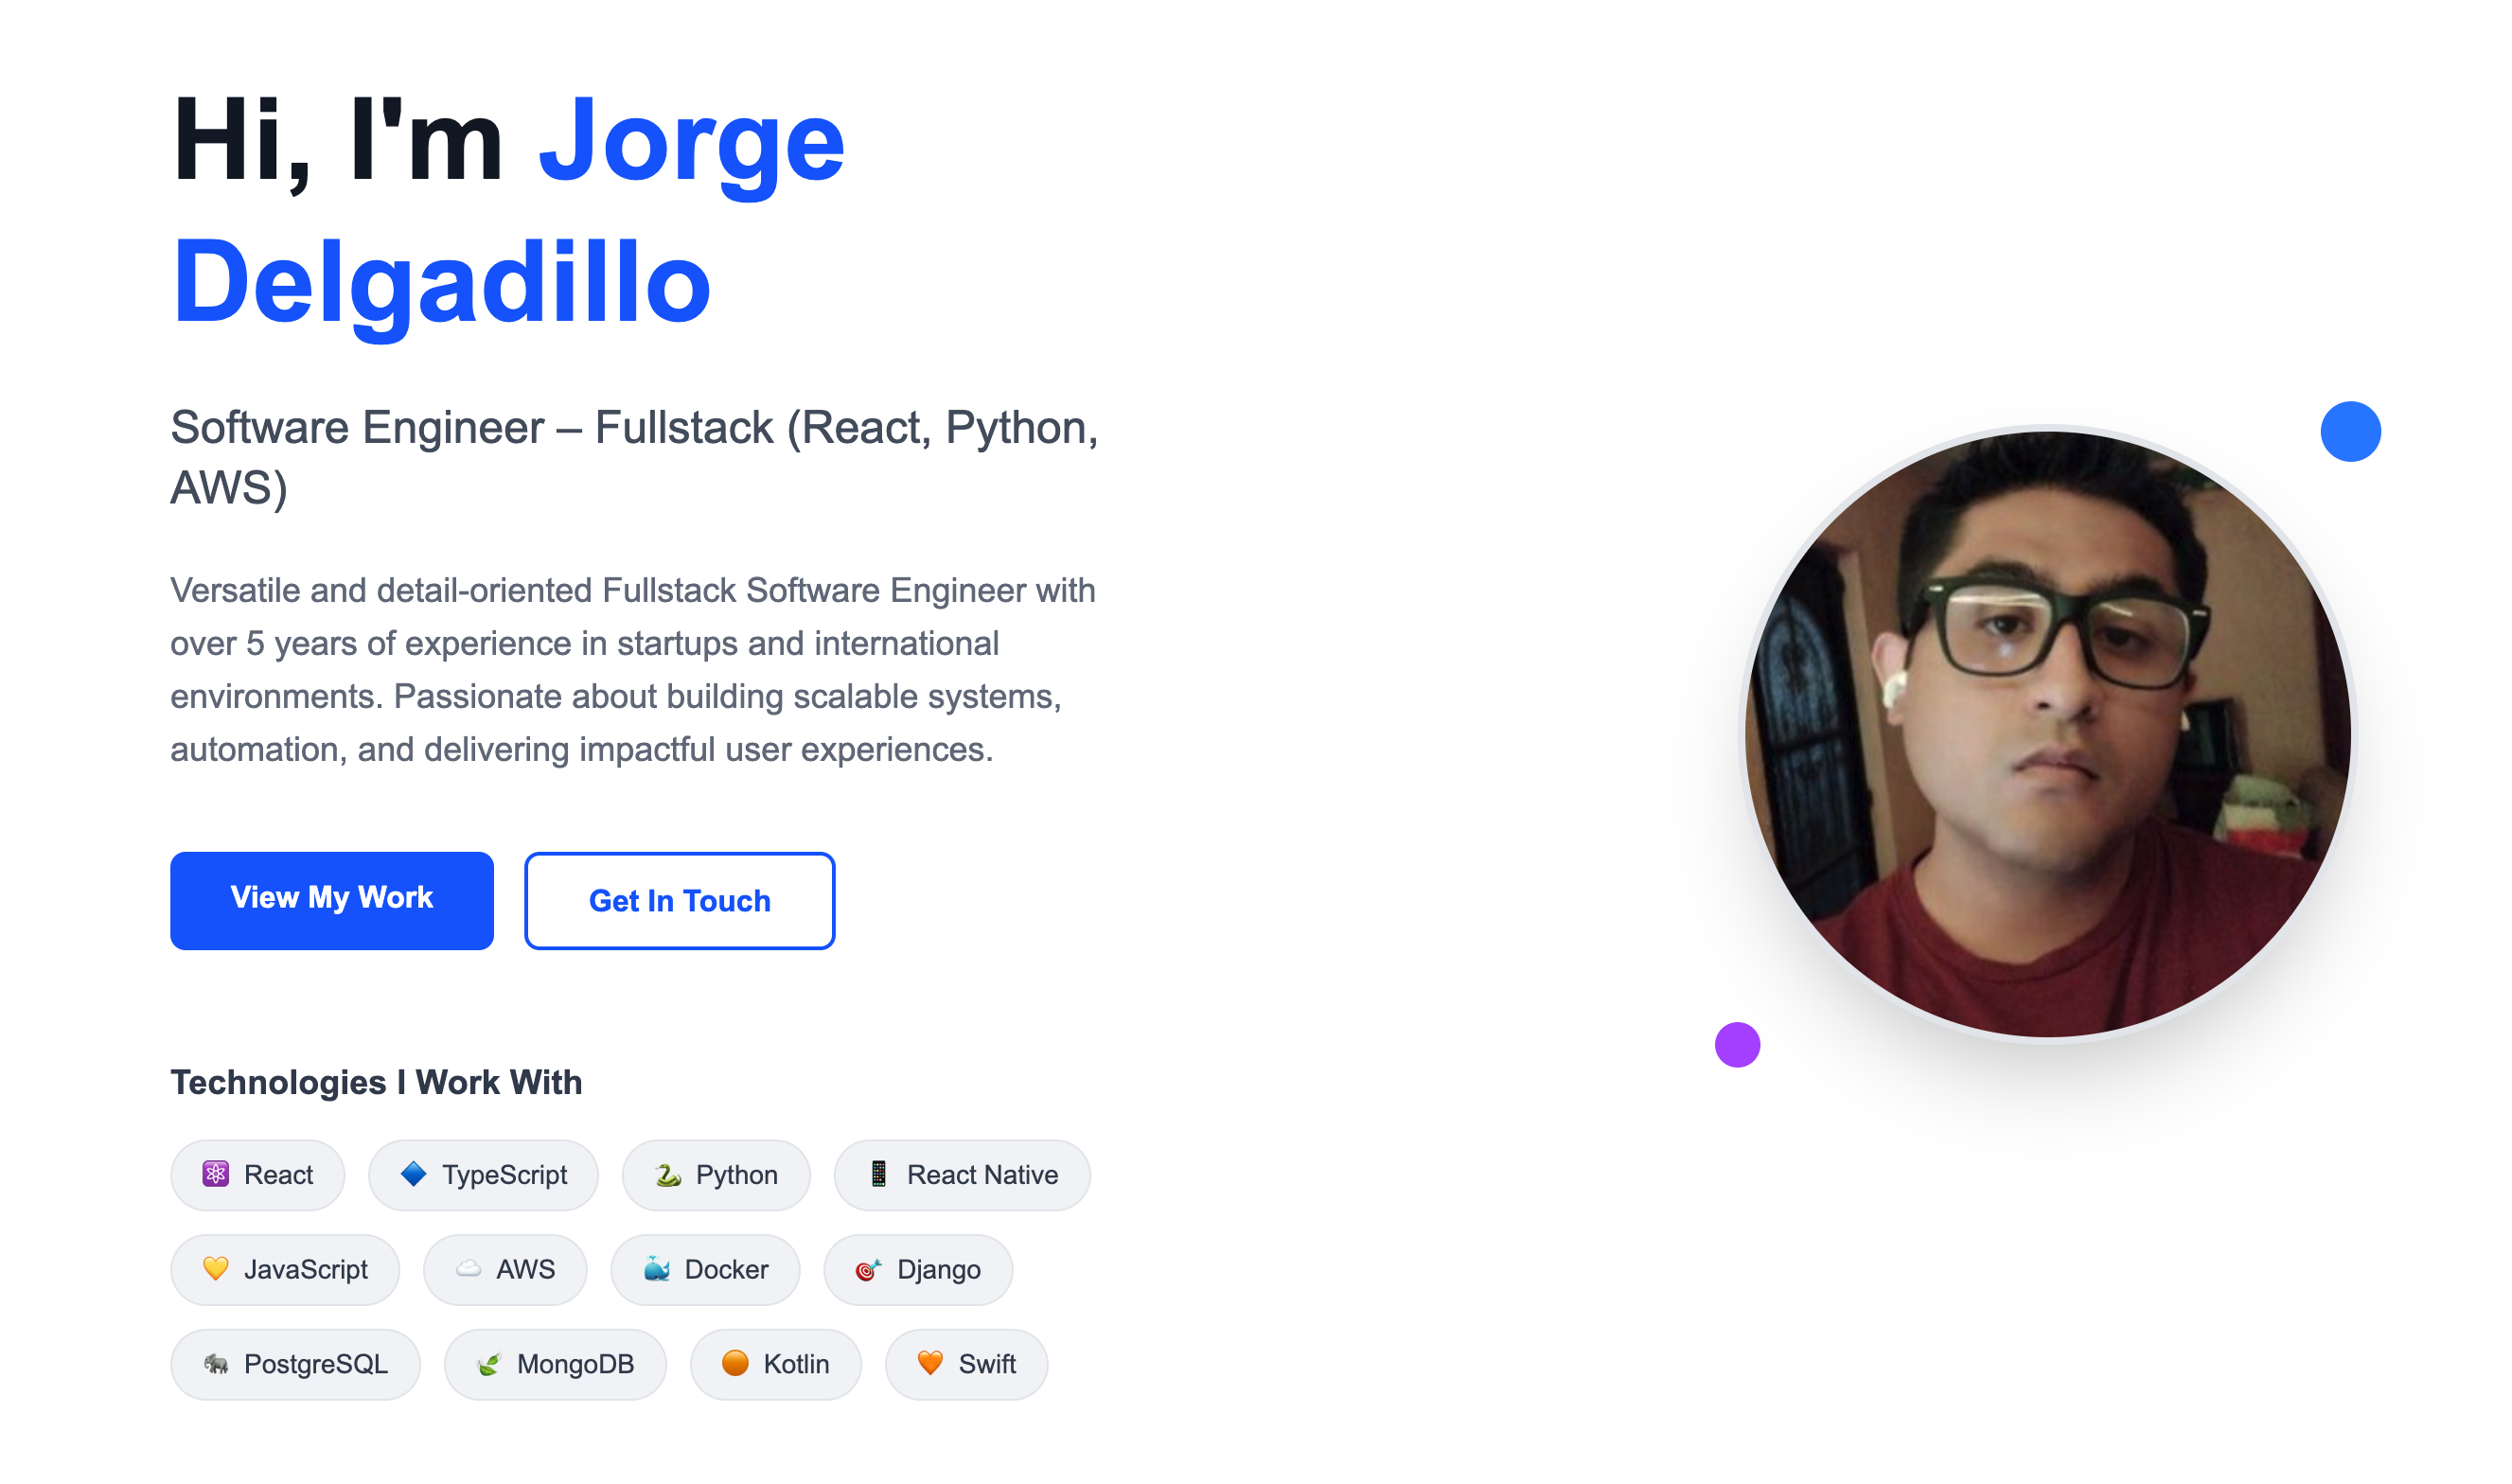 Hi, I'm Jorge
Delgadillo
Software Engineer – Fullstack (React, Python,
AWS)
Versatile and detail-oriented Fullstack Software Engineer with
over 5 years of experience in startups and international
environments. Passionate about building scalable systems,
automation, and delivering impactful user experiences.
View My Work
Get In Touch
Technologies I Work With
React
TypeScript
Python
React Native
JavaScript
AWS
Docker
Django
PostgreSQL
MongoDB
Kotlin
Swift